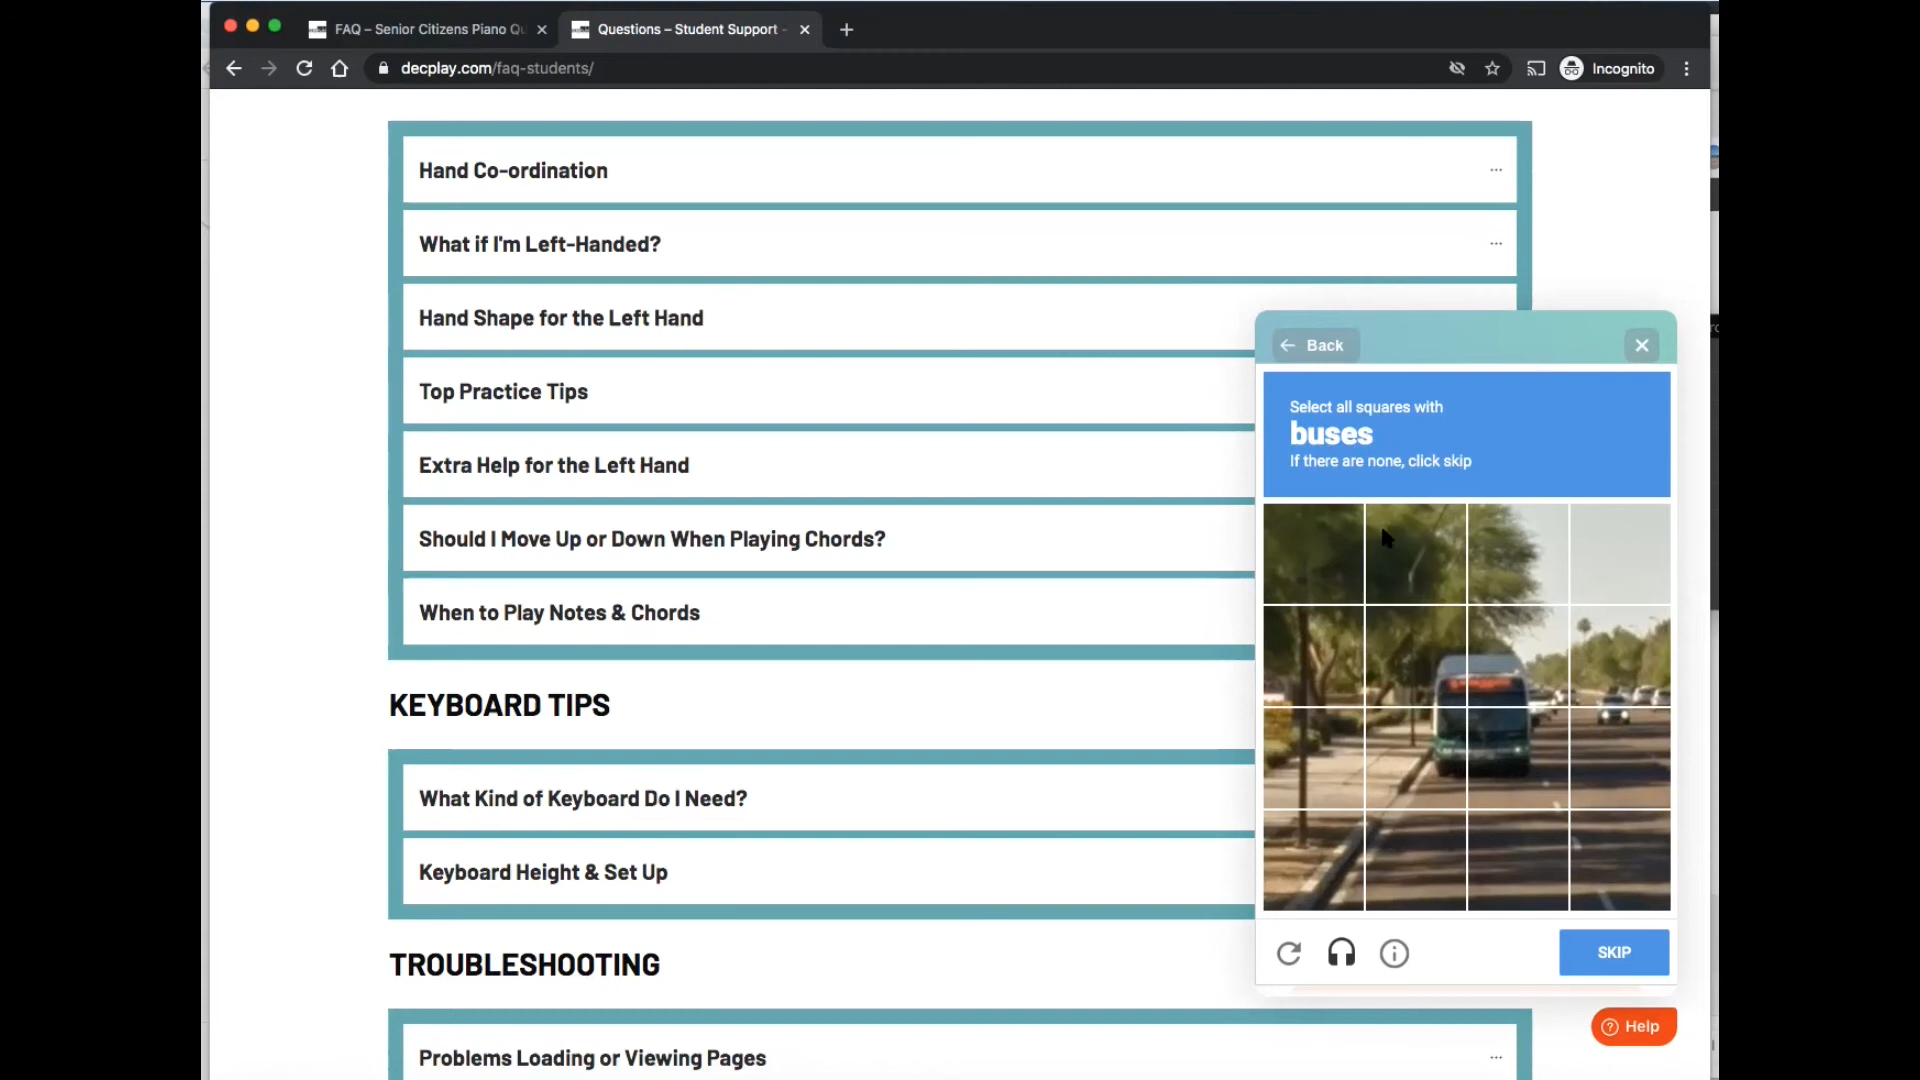 FAQ – Senior Citizens Piano Qu
Questions – Student Support -
decplay.com/faq-students/
Incognito
Hand Co-ordination
What if I'm Left-Handed?
Hand Shape for the Left Hand
Top Practice Tips
Extra Help for the Left Hand
Should I Move Up or Down When Playing Chords?
When to Play Notes & Chords
KEYBOARD TIPS
What Kind of Keyboard Do I Need?
Keyboard Height & Set Up
TROUBLESHOOTING
Problems Loading or Viewing Pages
Back
Select all squares with
buses
If there are none, click skip
SKIP
Help